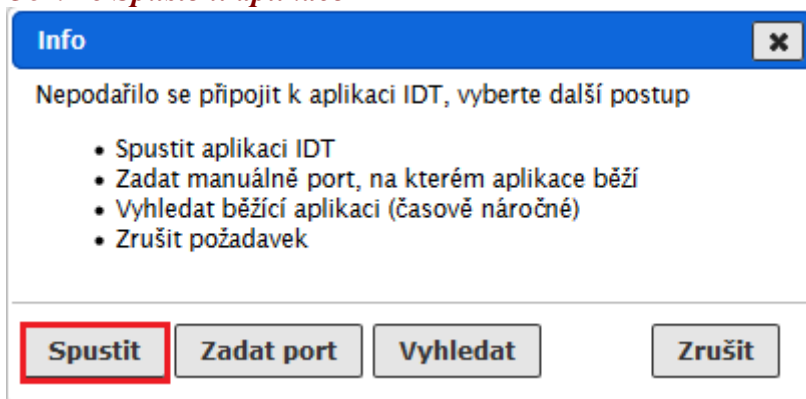 Info
Nepodařilo se připojit k aplikaci IDT, vyberte další postup
• Spustit aplikaci IDT
• Zadat manuálně port, na kterém aplikace běží
• Vyhledat běžící aplikaci (časově náročné)
• Zrušit požadavek
Spustit Zadat port Vyhledat Zrušit